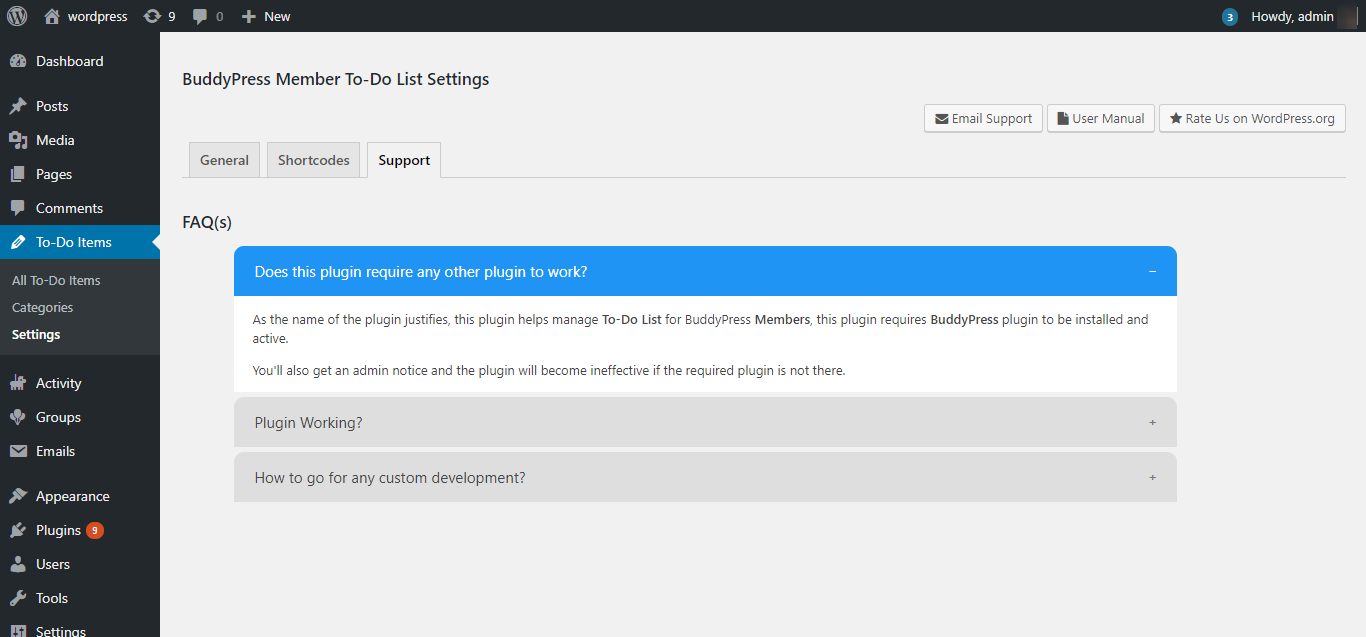 wordpress 9 0 New 3 Howdy, admin
Dashboard
Posts
Media
Pages
Comments
To-Do Items
All To-Do Items
Categories
Settings
Activity
Groups
Emails
Appearance
Plugins 9
Users
Tools
Settings
BuddyPress Member To-Do List Settings
Email Support User Manual Rate Us on WordPress.org
General Shortcodes Support
FAQ(s)
Does this plugin require any other plugin to work? −
As the name of the plugin justifies, this plugin helps manage To-Do List for BuddyPress Members, this plugin requires BuddyPress plugin to be installed and
active.
You'll also get an admin notice and the plugin will become ineffective if the required plugin is not there.
Plugin Working? +
How to go for any custom development? +